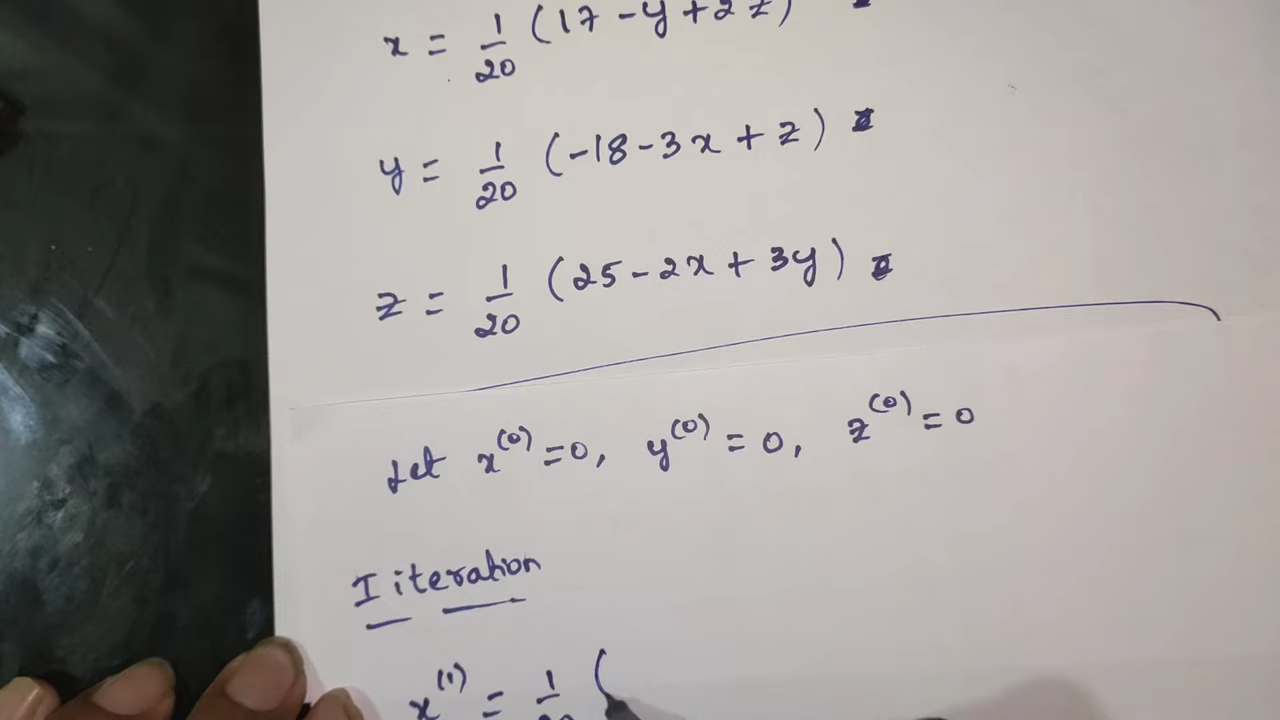 x = 1/20 (17 - y + 2z)
y = 1/20 (-18 - 3x + z)
z = 1/20 (25 - 2x + 3y)
Let x^(0) = 0, y^(0) = 0, z^(0) = 0
I iteration
x^(1) = 1/20 (